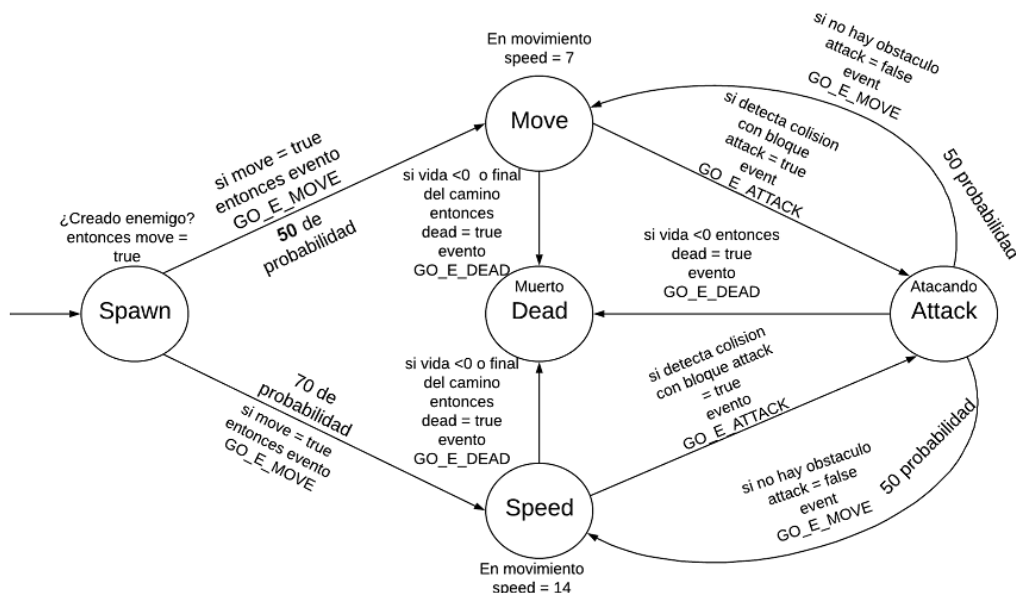 En movimiento
speed = 7
Move
si no hay obstaculo
attack = false
event
GO_E_MOVE
50 probabilidad
si detecta colision
con bloque
attack = true
event
GO_E_ATTACK
si move = true
entonces evento
GO_E_MOVE
50 de
probabilidad
si vida <0 o final
del camino
entonces
dead = true
evento
GO_E_DEAD
¿Creado enemigo?
entonces move =
true
Spawn
si vida <0 entonces
dead = true
evento
GO_E_DEAD
Muerto
Dead
Atacando
Attack
70 de
probabilidad
si move = true
entonces evento
GO_E_MOVE
si vida <0 o final
del camino
entonces
dead = true
evento
GO_E_DEAD
si detecta colision
con bloque attack
= true
evento
GO_E_ATTACK
si no hay obstaculo
attack = false
event
GO_E_MOVE
50 probabilidad
Speed
En movimiento
speed = 14